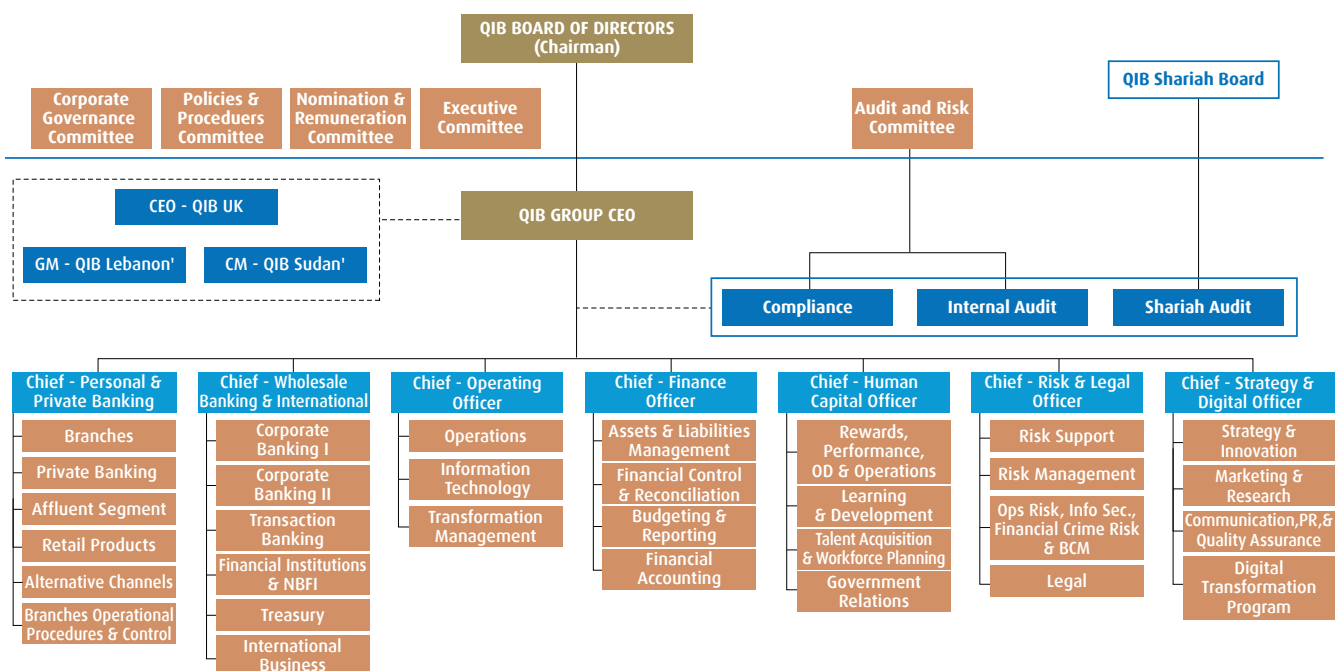 QIB BOARD OF DIRECTORS
(Chairman)
QIB Shariah Board
Corporate
Governance
Committee
Policies &
Proceduers
Committee
Nomination &
Remuneration
Committee
Executive
Committee
Audit and Risk
Committee
CEO - QIB UK
GM - QIB Lebanon'
CM - QIB Sudan'
QIB GROUP CEO
Compliance
Internal Audit
Shariah Audit
Chief - Personal &
Private Banking
Branches
Private Banking
Affluent Segment
Retail Products
Alternative Channels
Branches Operational
Procedures & Control
Chief - Wholesale
Banking & International
Corporate
Banking I
Corporate
Banking II
Transaction
Banking
Financial Institutions
& NBFI
Treasury
International
Business
Chief - Operating
Officer
Operations
Information
Technology
Transformation
Management
Chief - Finance
Officer
Assets & Liabilities
Management
Financial Control
& Reconciliation
Budgeting &
Reporting
Financial
Accounting
Chief - Human
Capital Officer
Rewards,
Performance,
OD & Operations
Learning
& Development
Talent Acquisition
& Workforce Planning
Government
Relations
Chief - Risk & Legal
Officer
Risk Support
Risk Management
Ops Risk, Info Sec.,
Financial Crime Risk
& BCM
Legal
Chief - Strategy &
Digital Officer
Strategy &
Innovation
Marketing &
Research
Communication,PR,&
Quality Assurance
Digital
Transformation
Program